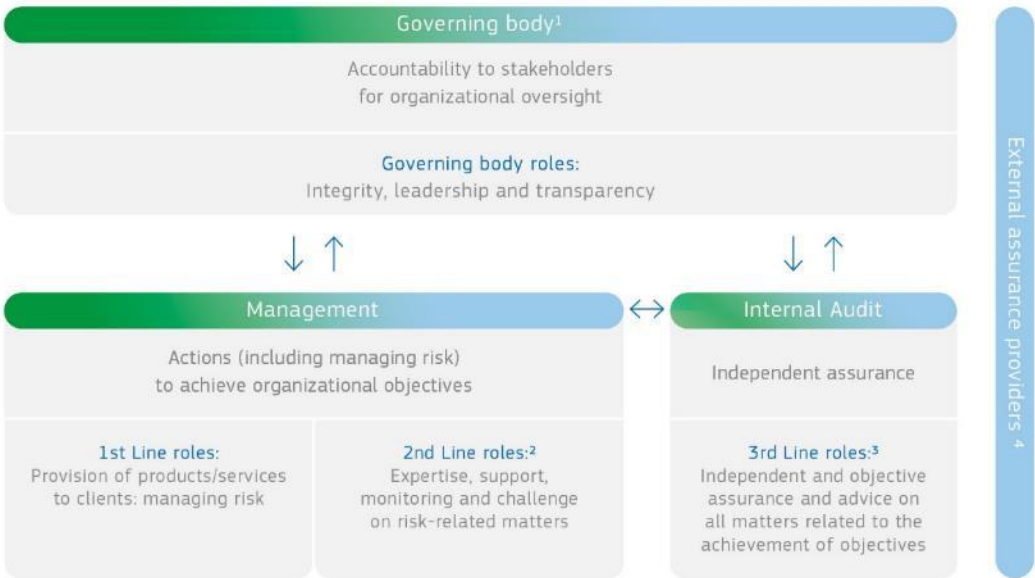 Governing body¹
Accountability to stakeholders
for organizational oversight
Governing body roles:
Integrity, leadership and transparency
Management
Actions (including managing risk)
to achieve organizational objectives
1st Line roles:
Provision of products/services
to clients: managing risk
2nd Line roles:²
Expertise, support,
monitoring and challenge
on risk-related matters
Internal Audit
Independent assurance
3rd Line roles:³
Independent and objective
assurance and advice on
all matters related to the
achievement of objectives
External assurance providers ⁴